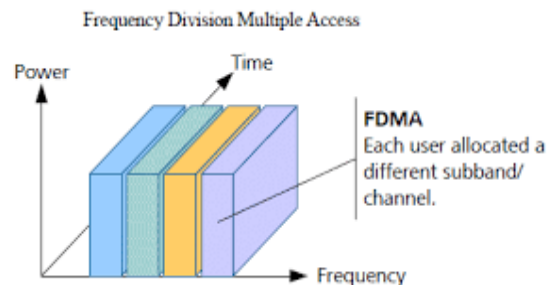 Frequency Division Multiple Access
Time
Power
FDMA
Each user allocated a
different subband/
channel.
Frequency